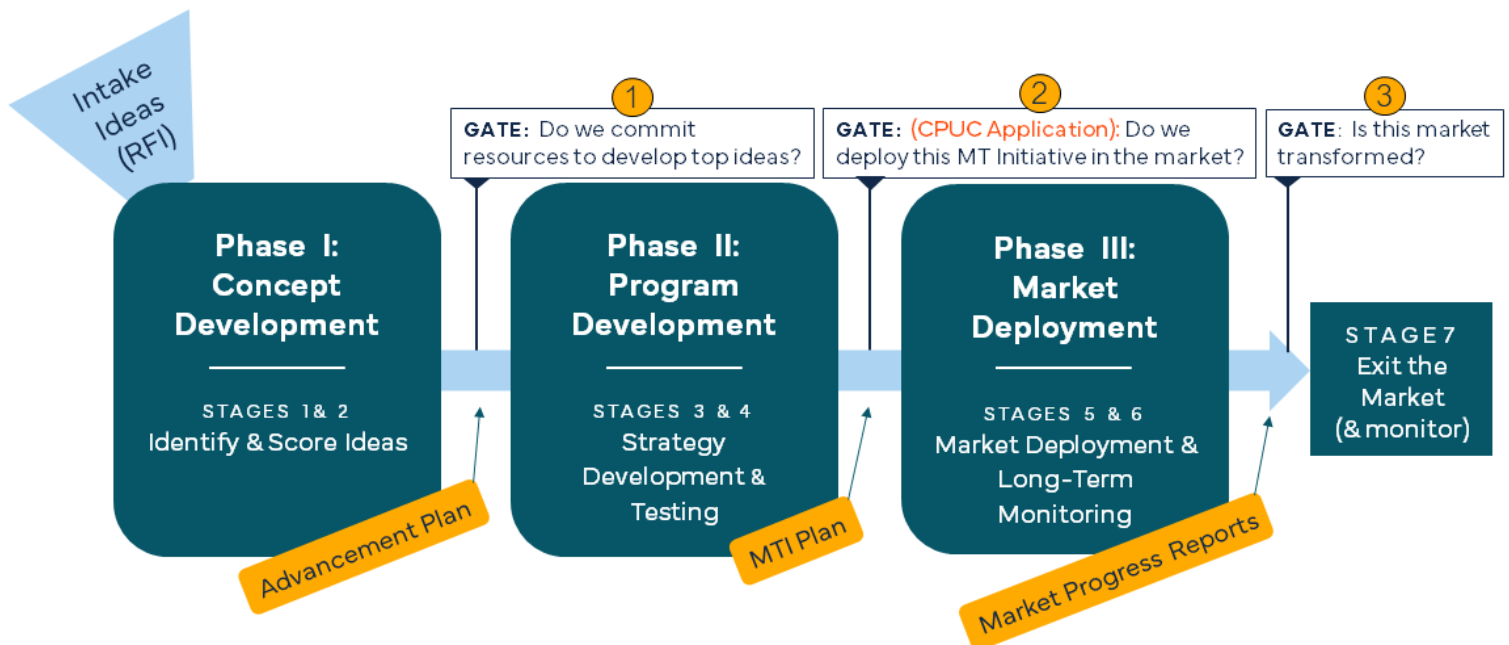 Intake
Ideas
(RFI)
1
GATE: Do we commit
resources to develop top ideas?
2
GATE: (CPUC Application): Do we
deploy this MT Initiative in the market?
3
GATE: Is this market
transformed?
Phase I:
Concept
Development
STAGES 1 & 2
Identify & Score Ideas
Advancement Plan
Phase II:
Program
Development
STAGES 3 & 4
Strategy
Development &
Testing
MTI Plan
Phase III:
Market
Deployment
STAGES 5 & 6
Market Deployment &
Long-Term
Monitoring
Market Progress Reports
STAGE 7
Exit the
Market
(& monitor)